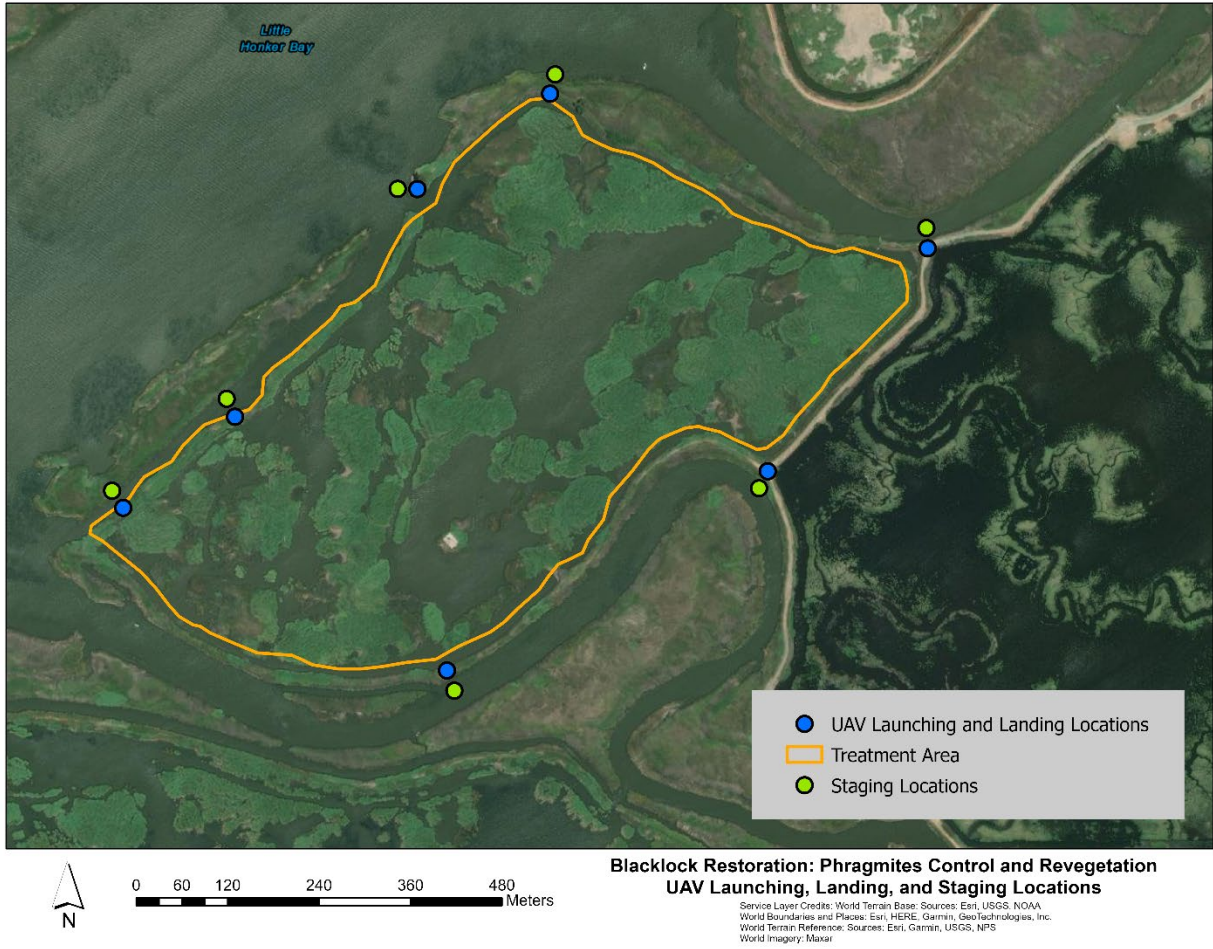 Little
Honker Bay
UAV Launching and Landing Locations
Treatment Area
Staging Locations
N
0 60 120 240 360 480
Meters
Blacklock Restoration: Phragmites Control and Revegetation
UAV Launching, Landing, and Staging Locations
Service Layer Credits: World Terrain Base: Sources: Esri, USGS, NOAA
World Boundaries and Places: Esri, HERE, Garmin, GeoTechnologies, Inc.
World Terrain Reference: Sources: Esri, Garmin, USGS, NPS
World Imagery: Maxar